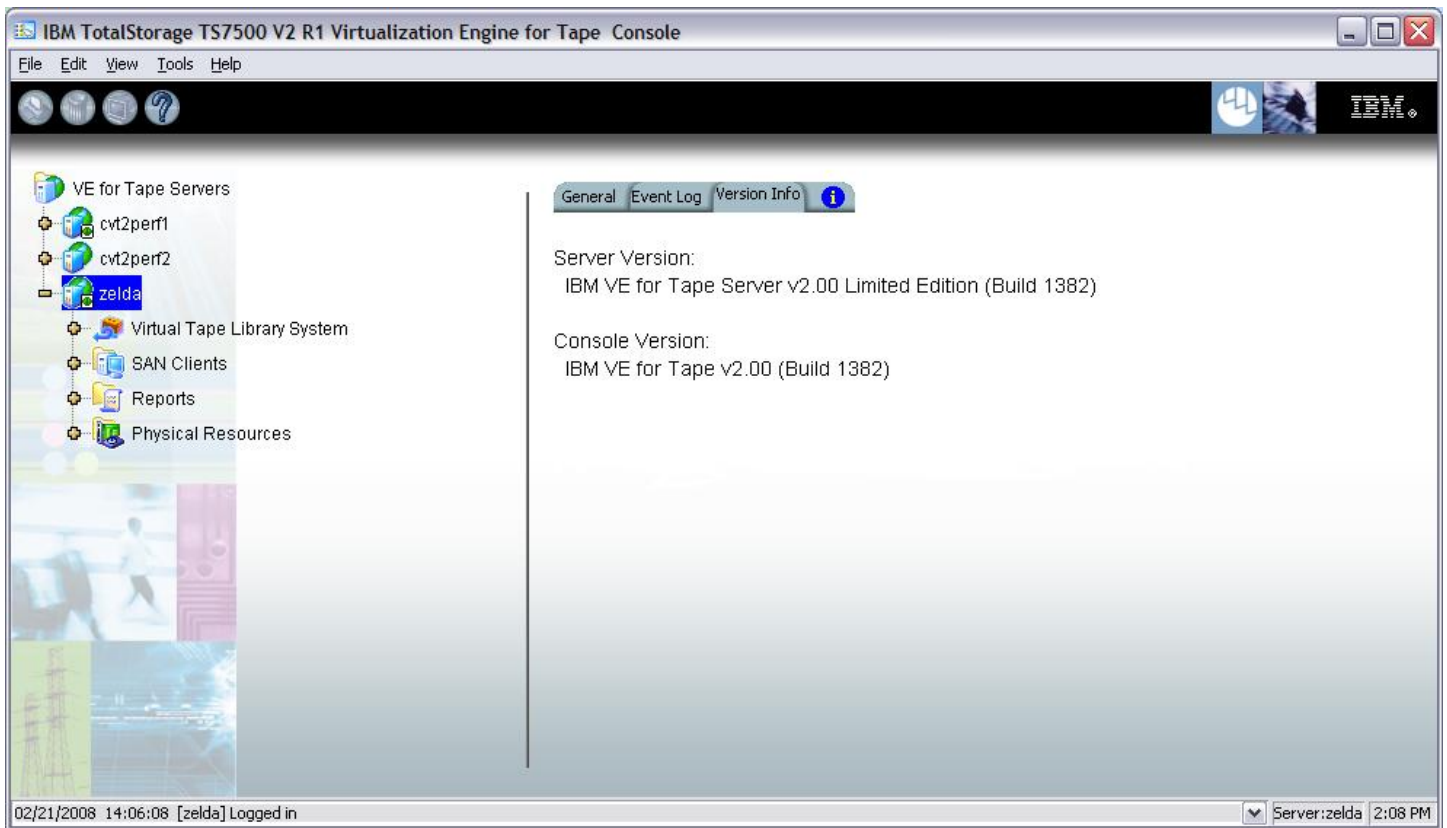 IBM TotalStorage TS7500 V2 R1 Virtualization Engine for Tape Console
File Edit View Tools Help
IBM®
VE for Tape Servers
cvt2perf1
cvt2perf2
zelda
Virtual Tape Library System
SAN Clients
Reports
Physical Resources
General Event Log Version Info
Server Version:
IBM VE for Tape Server v2.00 Limited Edition (Build 1382)
Console Version:
IBM VE for Tape v2.00 (Build 1382)
02/21/2008 14:06:08 [zelda] Logged in
Server:zelda 2:08 PM